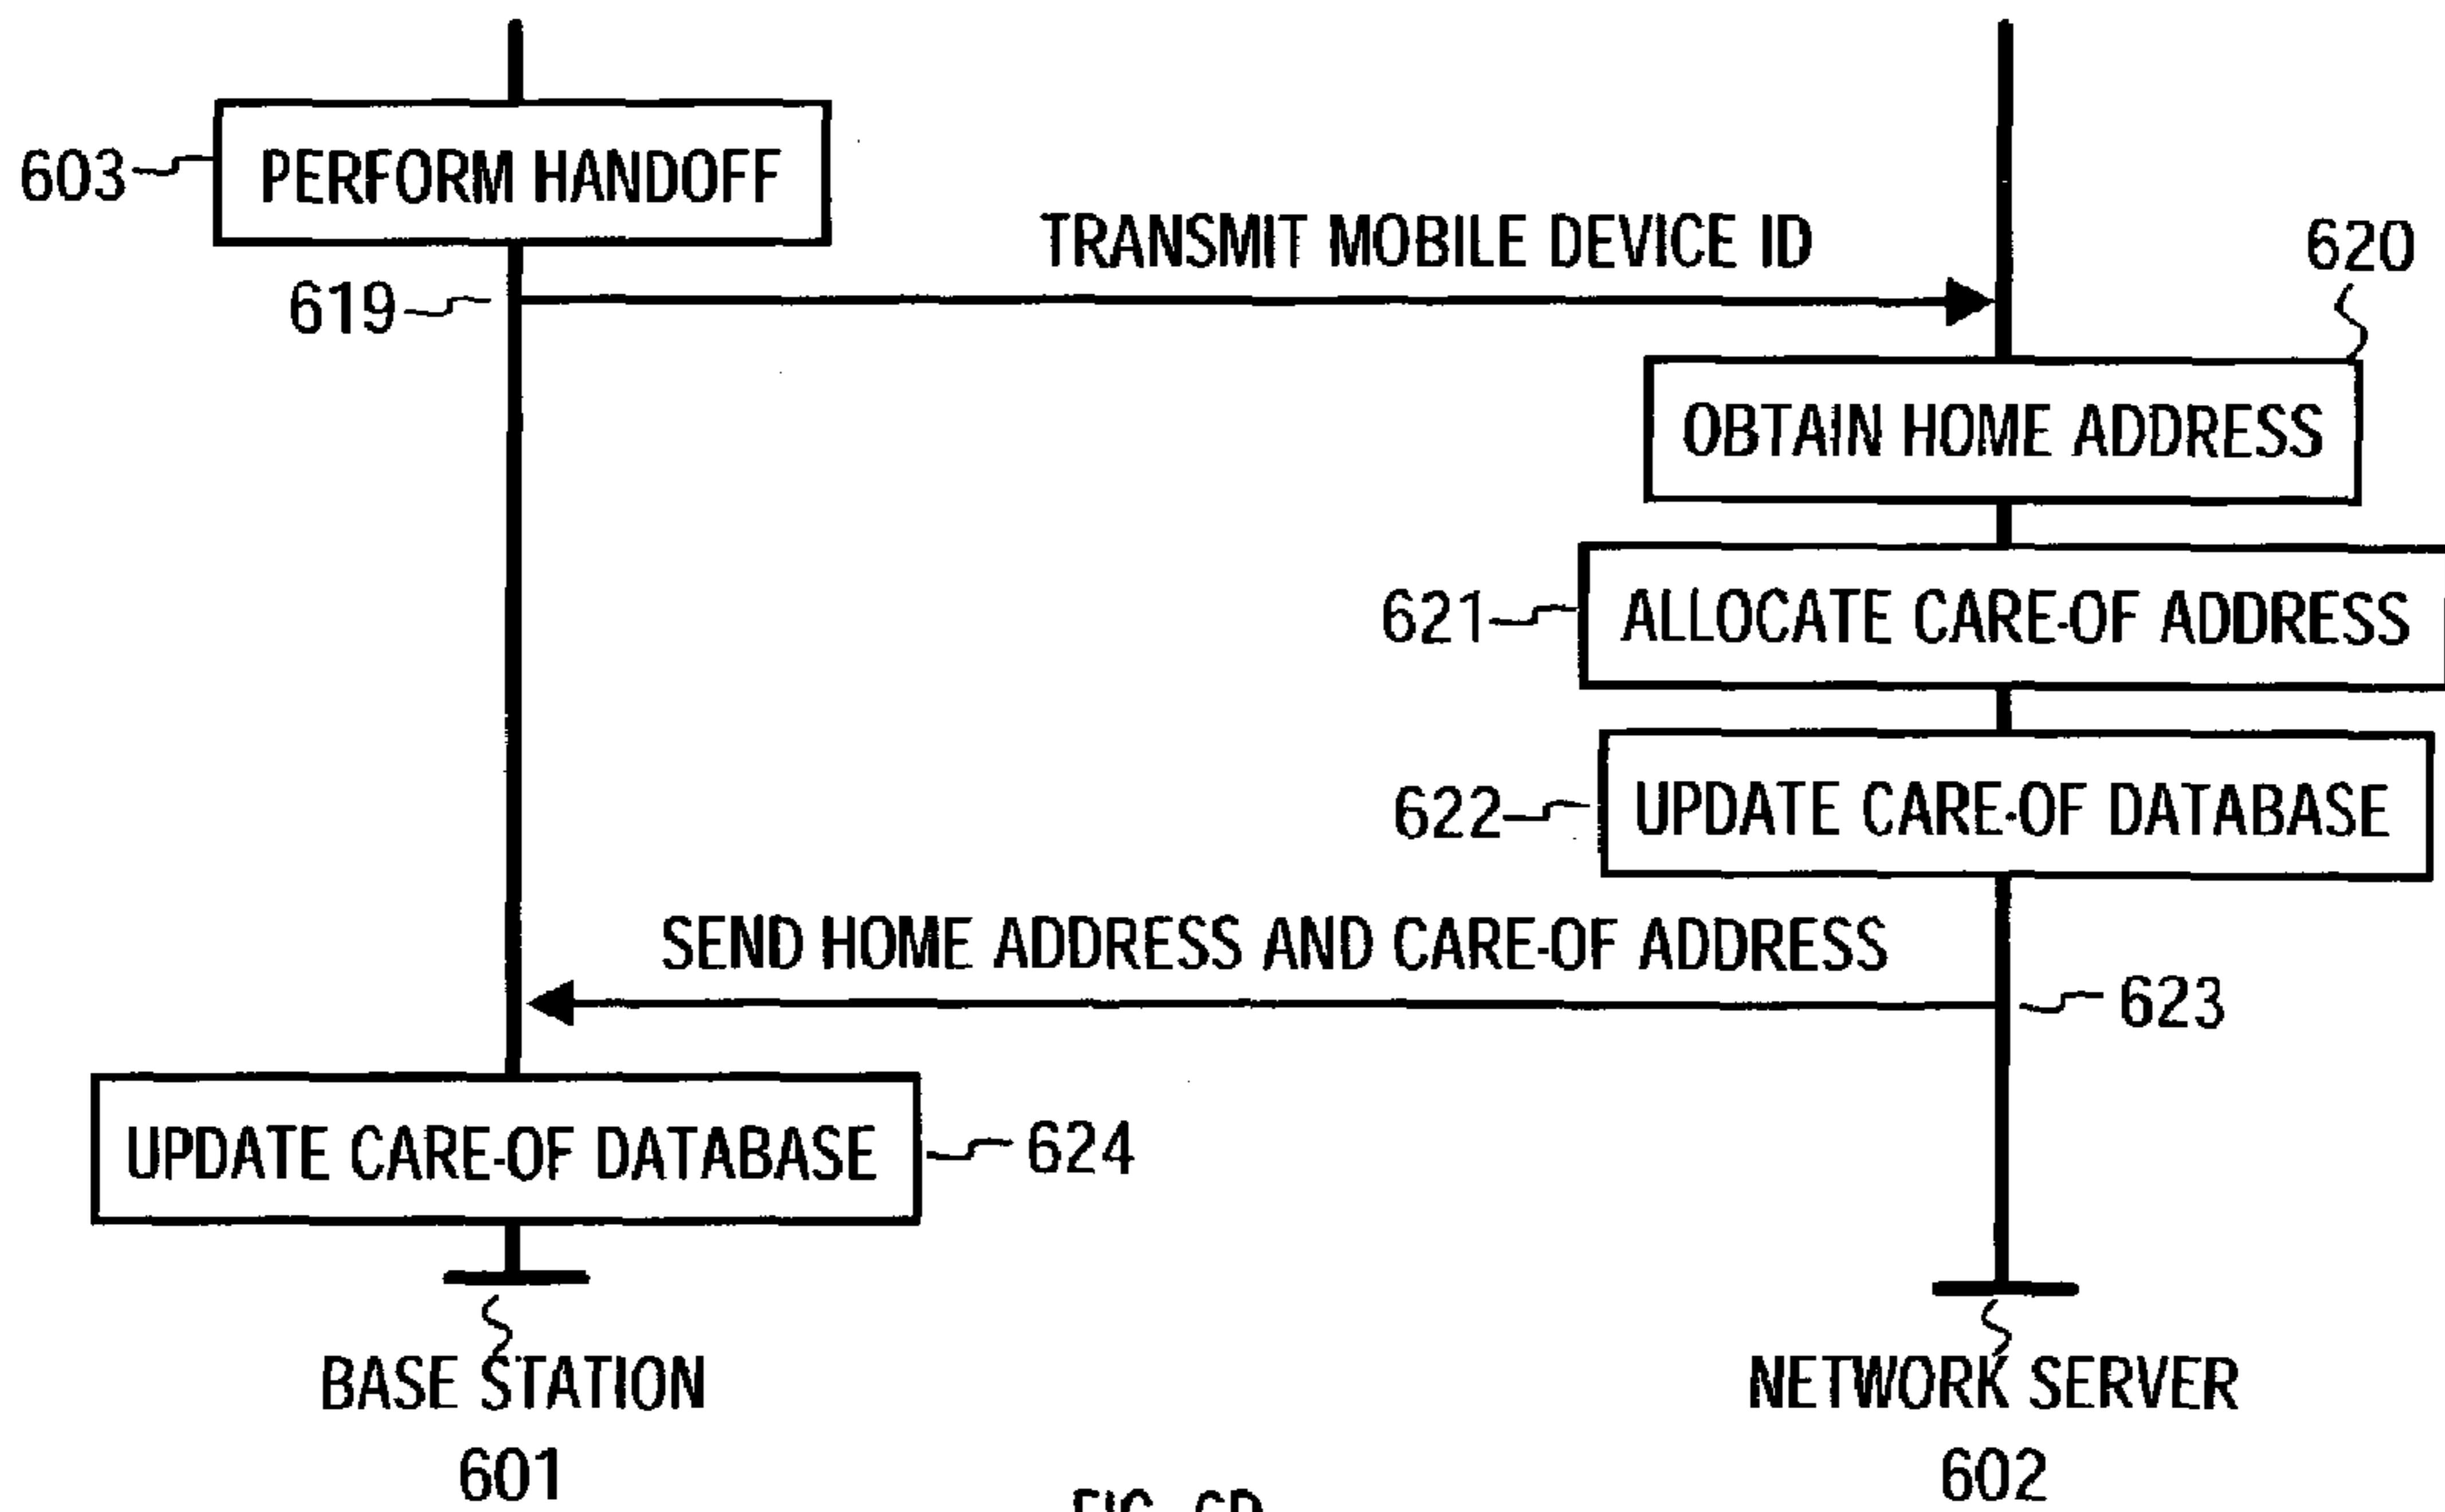 603
PERFORM HANDOFF
TRANSMIT MOBILE DEVICE ID
620
619
OBTAIN HOME ADDRESS
621
ALLOCATE CARE-OF ADDRESS
622
UPDATE CARE-OF DATABASE
SEND HOME ADDRESS AND CARE-OF ADDRESS
623
UPDATE CARE-OF DATABASE
624
BASE STATION
NETWORK SERVER
601
602
FIG.